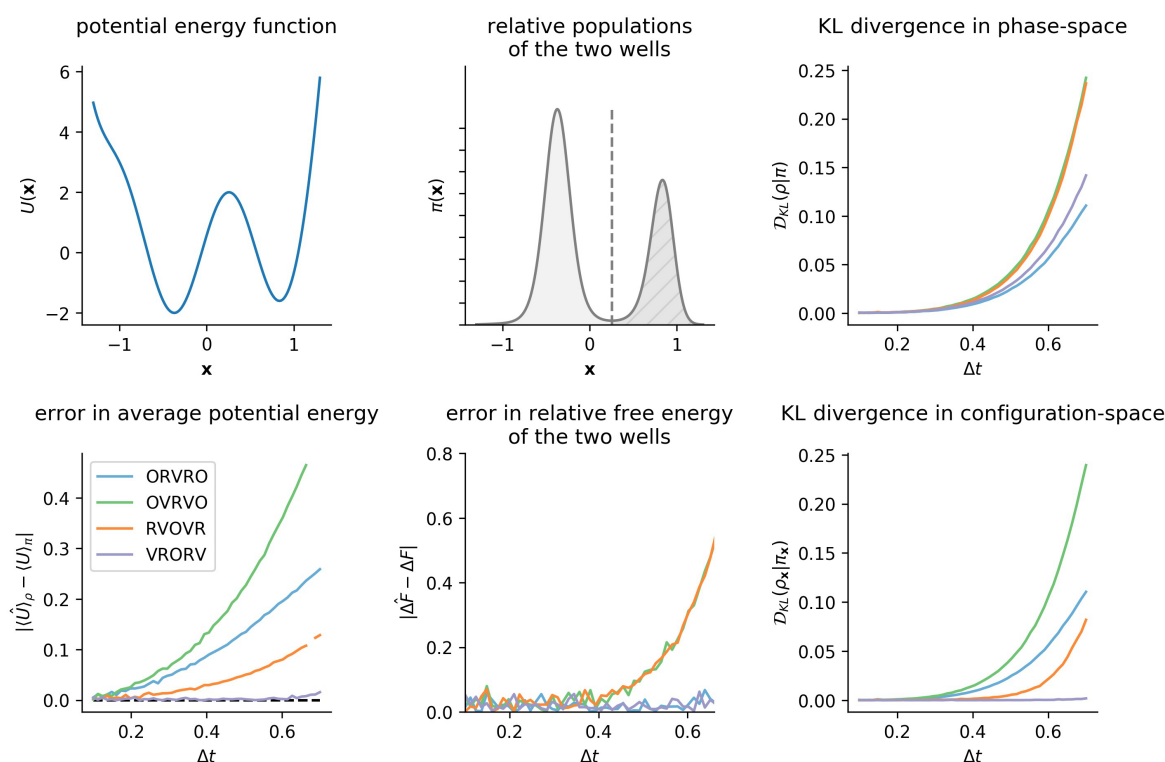 potential energy function
6
4
2
0
−2
U(x)
−1
0
1
x
relative populations
of the two wells
π(x)
−1
0
1
x
KL divergence in phase-space
0.25
0.20
0.15
0.10
0.05
0.00
𝒟_KL(ρ|π)
0.2
0.4
0.6
Δt
error in average potential energy
0.4
0.3
0.2
0.1
0.0
|⟨Û⟩_ρ − ⟨U⟩_π|
ORVRO
OVRVO
RVOVR
VRORV
0.2
0.4
0.6
Δt
error in relative free energy
of the two wells
0.8
0.6
0.4
0.2
0.0
|ΔF̂ − ΔF|
0.2
0.4
0.6
Δt
KL divergence in configuration-space
0.25
0.20
0.15
0.10
0.05
0.00
𝒟_KL(ρ_x|π_x)
0.2
0.4
0.6
Δt